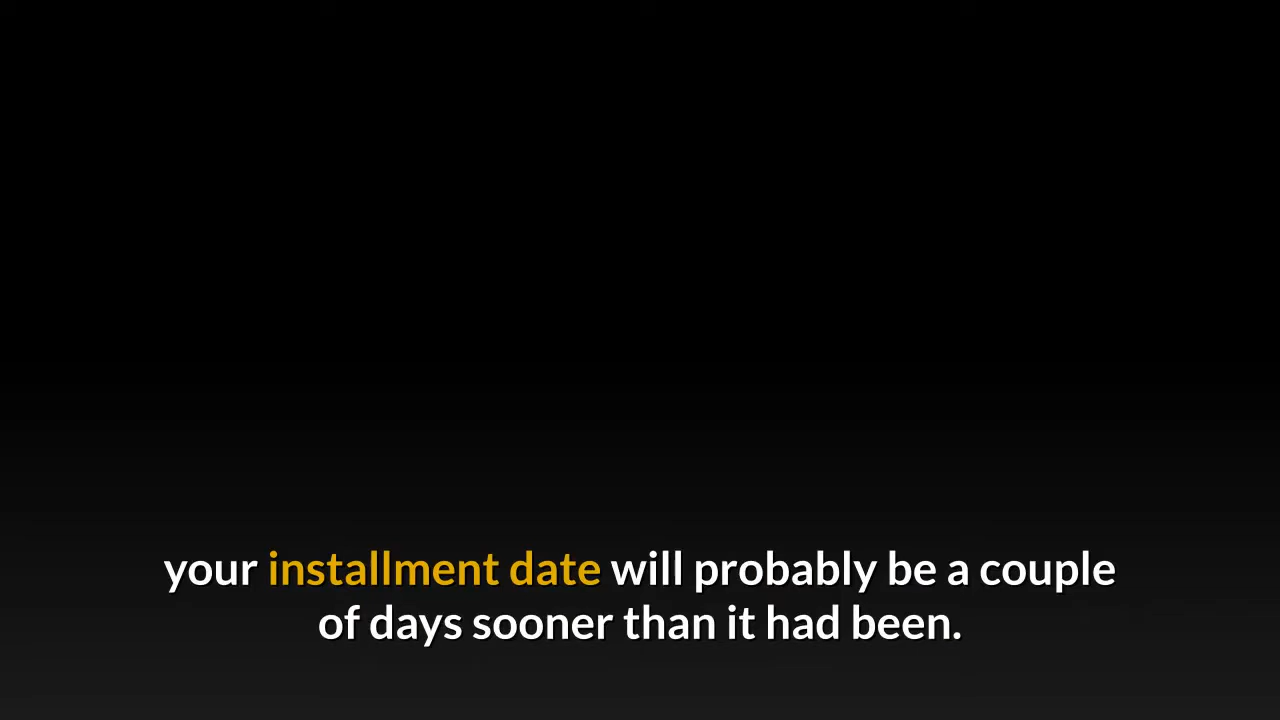 your installment date will probably be a couple
of days sooner than it had been.